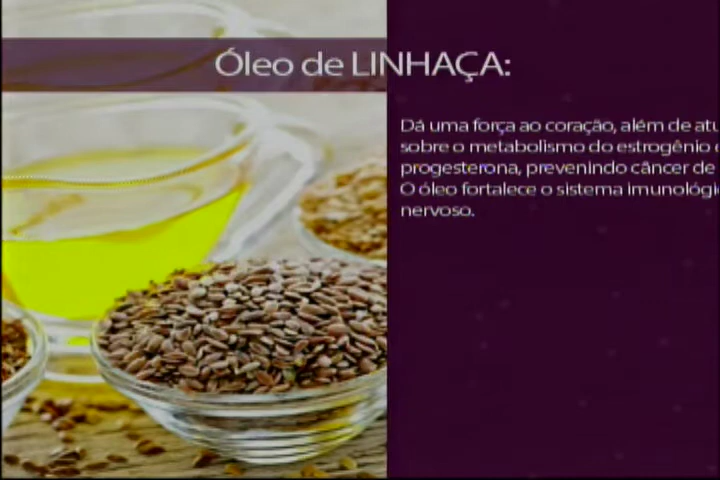 Óleo de LINHAÇA:
Dá uma força ao coração, além de atu
sobre o metabolismo do estrogênio e
progesterona, prevenindo câncer de
O óleo fortalece o sistema imunológi
nervoso.